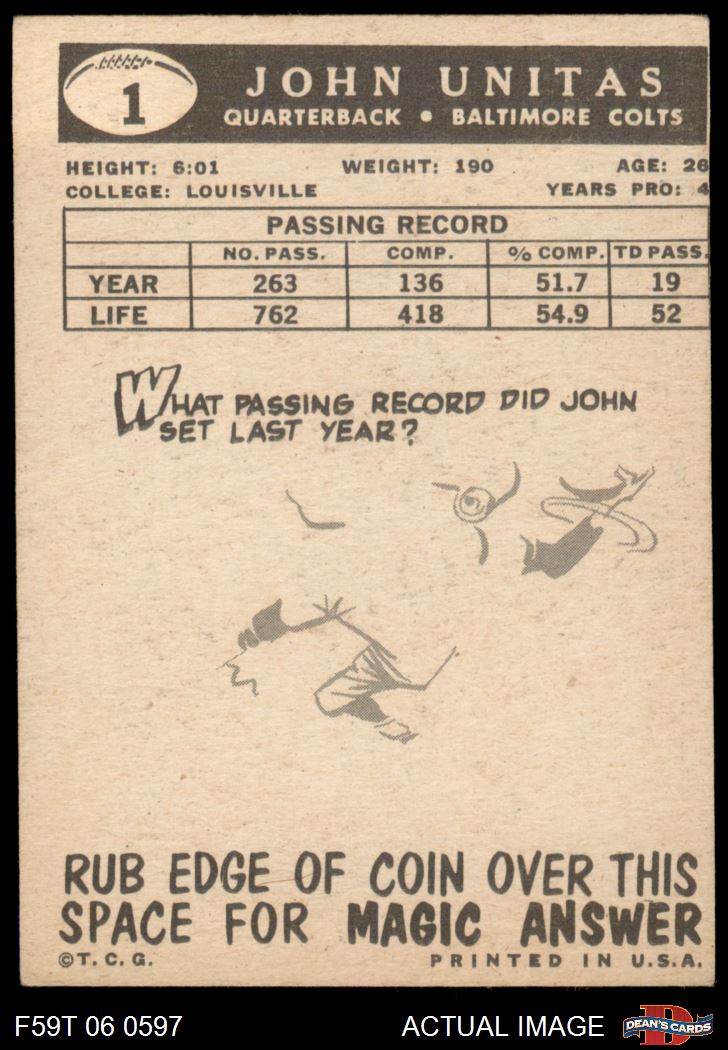 1
JOHN UNITAS
QUARTERBACK • BALTIMORE COLTS
HEIGHT: 6:01 WEIGHT: 190 AGE: 26
COLLEGE: LOUISVILLE YEARS PRO: 4
PASSING RECORD
NO. PASS. COMP. % COMP. TD PASS.
YEAR 263 136 51.7 19
LIFE 762 418 54.9 52
WHAT PASSING RECORD DID JOHN
SET LAST YEAR?
RUB EDGE OF COIN OVER THIS
SPACE FOR MAGIC ANSWER
©T. C. G. PRINTED IN U.S.A.
F59T 06 0597 ACTUAL IMAGE D DEAN'S CARDS